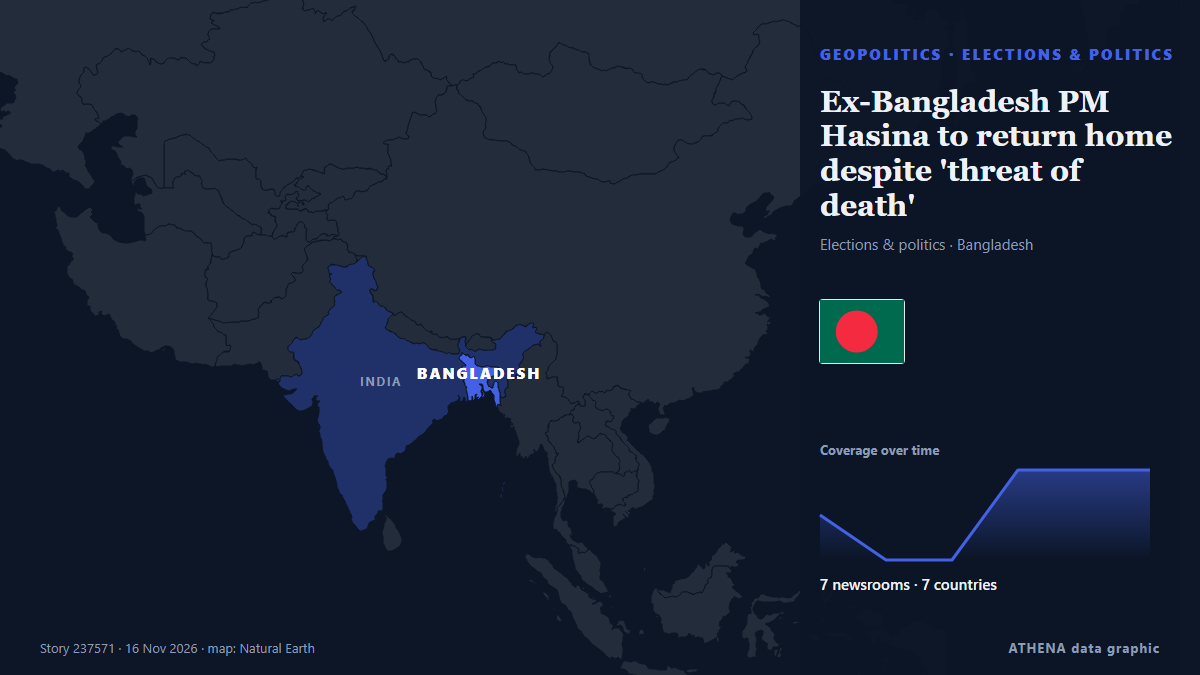 GEOPOLITICS · ELECTIONS & POLITICS
Ex-Bangladesh PM
Hasina to return home
despite 'threat of
death'
Elections & politics · Bangladesh
INDIA
BANGLADESH
Coverage over time
7 newsrooms · 7 countries
Story 237571 · 16 Nov 2026 · map: Natural Earth
ATHENA data graphic